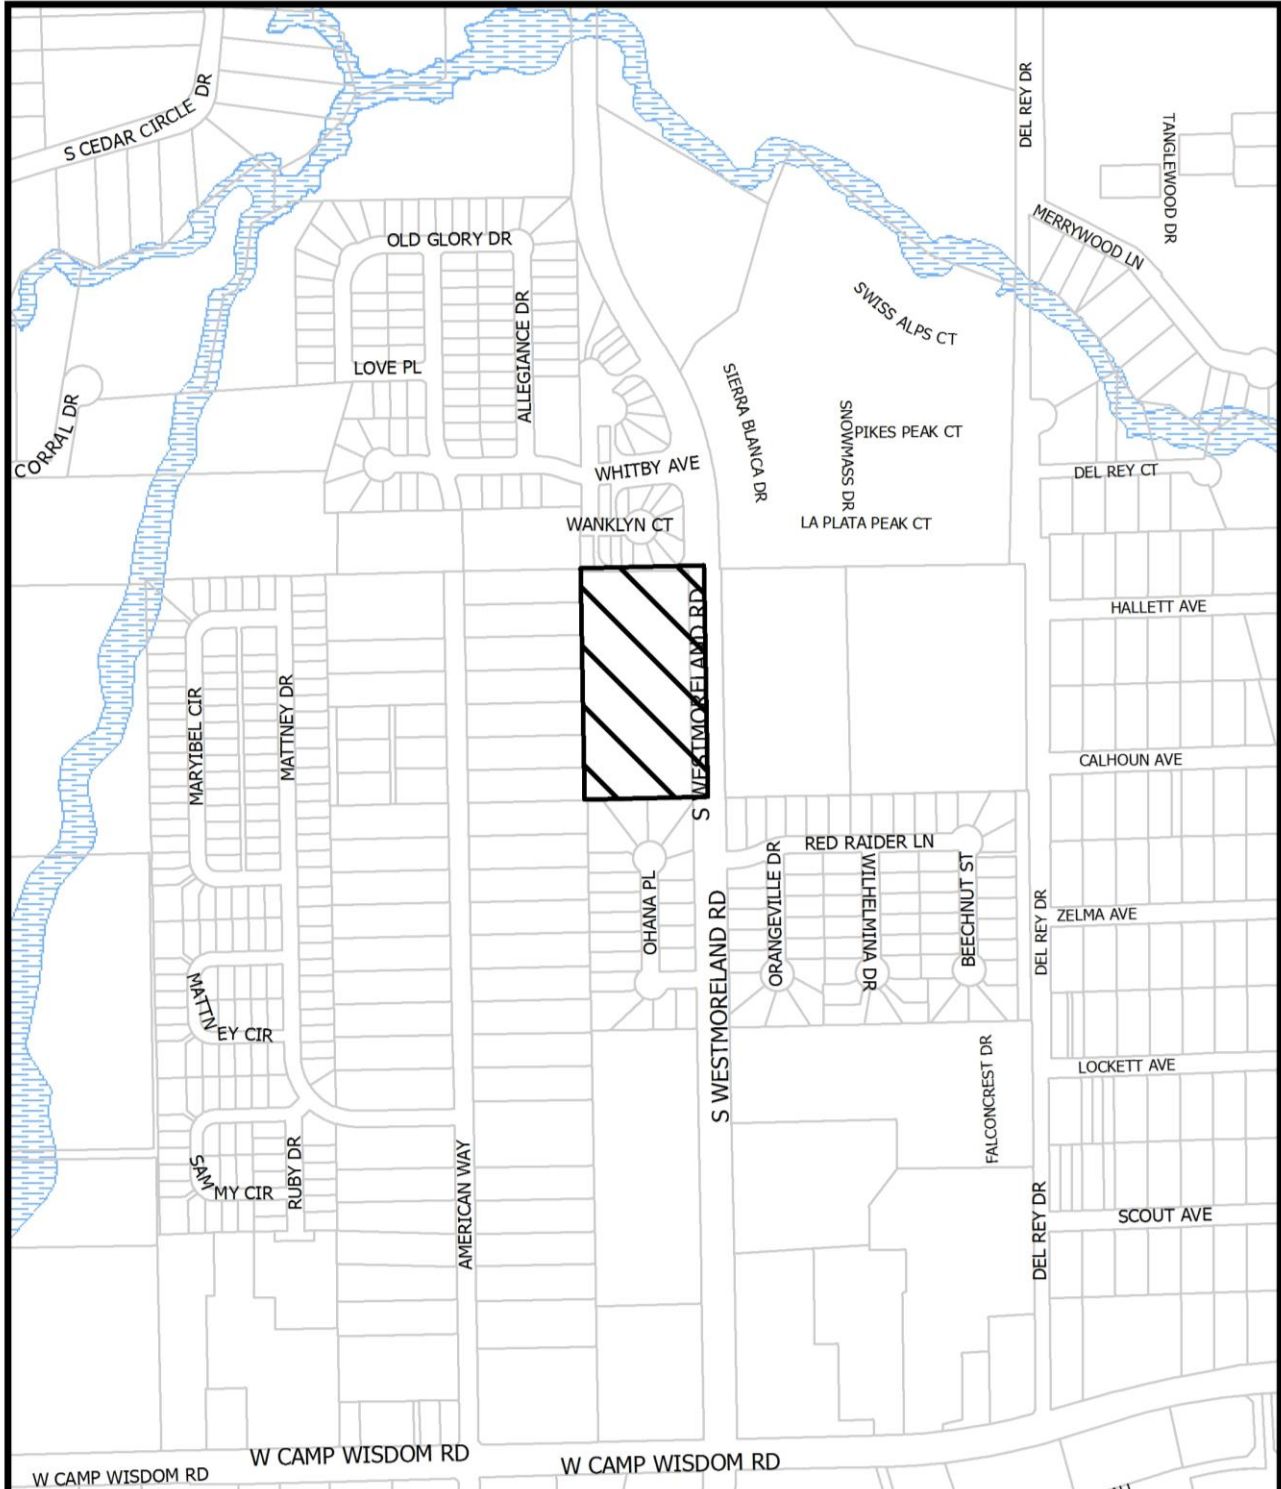 DEL REY DR
S CEDAR CIRCLE DR
TANGLEWOOD DR
MERRYWOOD LN
OLD GLORY DR
SWISS ALPS CT
ALLEGIANCE DR
LOVE PL
SIERRA BLANCA DR
SNOWMASS DR
PIKES PEAK CT
CORRAL DR
WHITBY AVE
DEL REY CT
WANKLYN CT
LA PLATA PEAK CT
HALLETT AVE
S WESTMORELAND RD
MARYIBEL CIR
MATTNEY DR
CALHOUN AVE
RED RAIDER LN
ORANGEVILLE DR
WILHELMINA DR
BEECHNUT ST
OHANA PL
DEL REY DR
ZELMA AVE
S WESTMORELAND RD
MATTNEY CIR
FALCONCREST DR
LOCKETT AVE
SAMMY CIR
RUBY DR
AMERICAN WAY
DEL REY DR
SCOUT AVE
W CAMP WISDOM RD
W CAMP WISDOM RD
W CAMP WISDOM RD